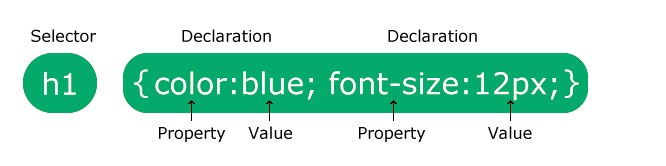 Selector Declaration Declaration
h1 {color:blue; font-size:12px;}
Property Value Property Value